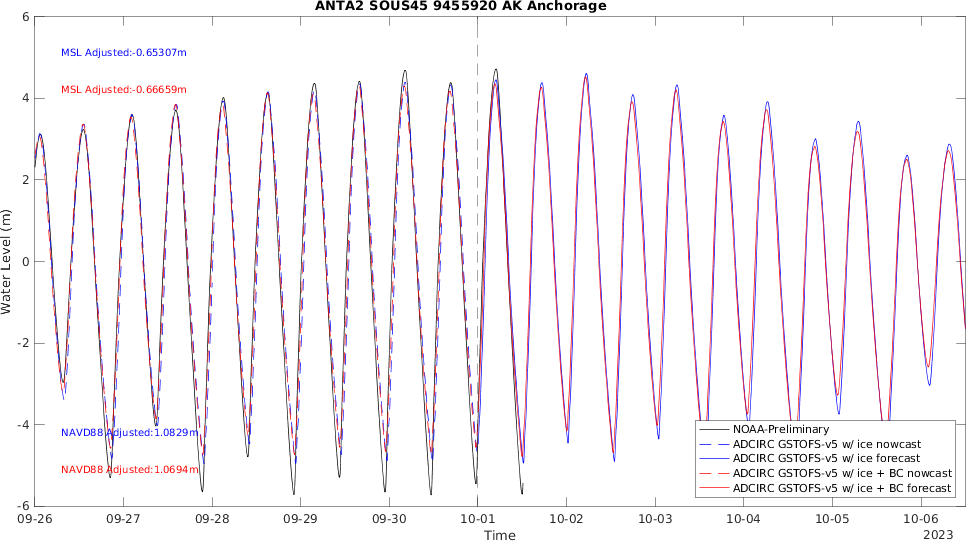 ANTA2 SOUS45 9455920 AK Anchorage
6
4
2
0
-2
-4
-6
Water Level (m)
MSL Adjusted:-0.65307m
MSL Adjusted:-0.66659m
NAVD88 Adjusted:1.0829m
NAVD88 Adjusted:1.0694m
NOAA-Preliminary
ADCIRC GSTOFS-v5 w/ ice nowcast
ADCIRC GSTOFS-v5 w/ ice forecast
ADCIRC GSTOFS-v5 w/ ice + BC nowcast
ADCIRC GSTOFS-v5 w/ ice + BC forecast
09-26 09-27 09-28 09-29 09-30 10-01 10-02 10-03 10-04 10-05 10-06
Time
2023